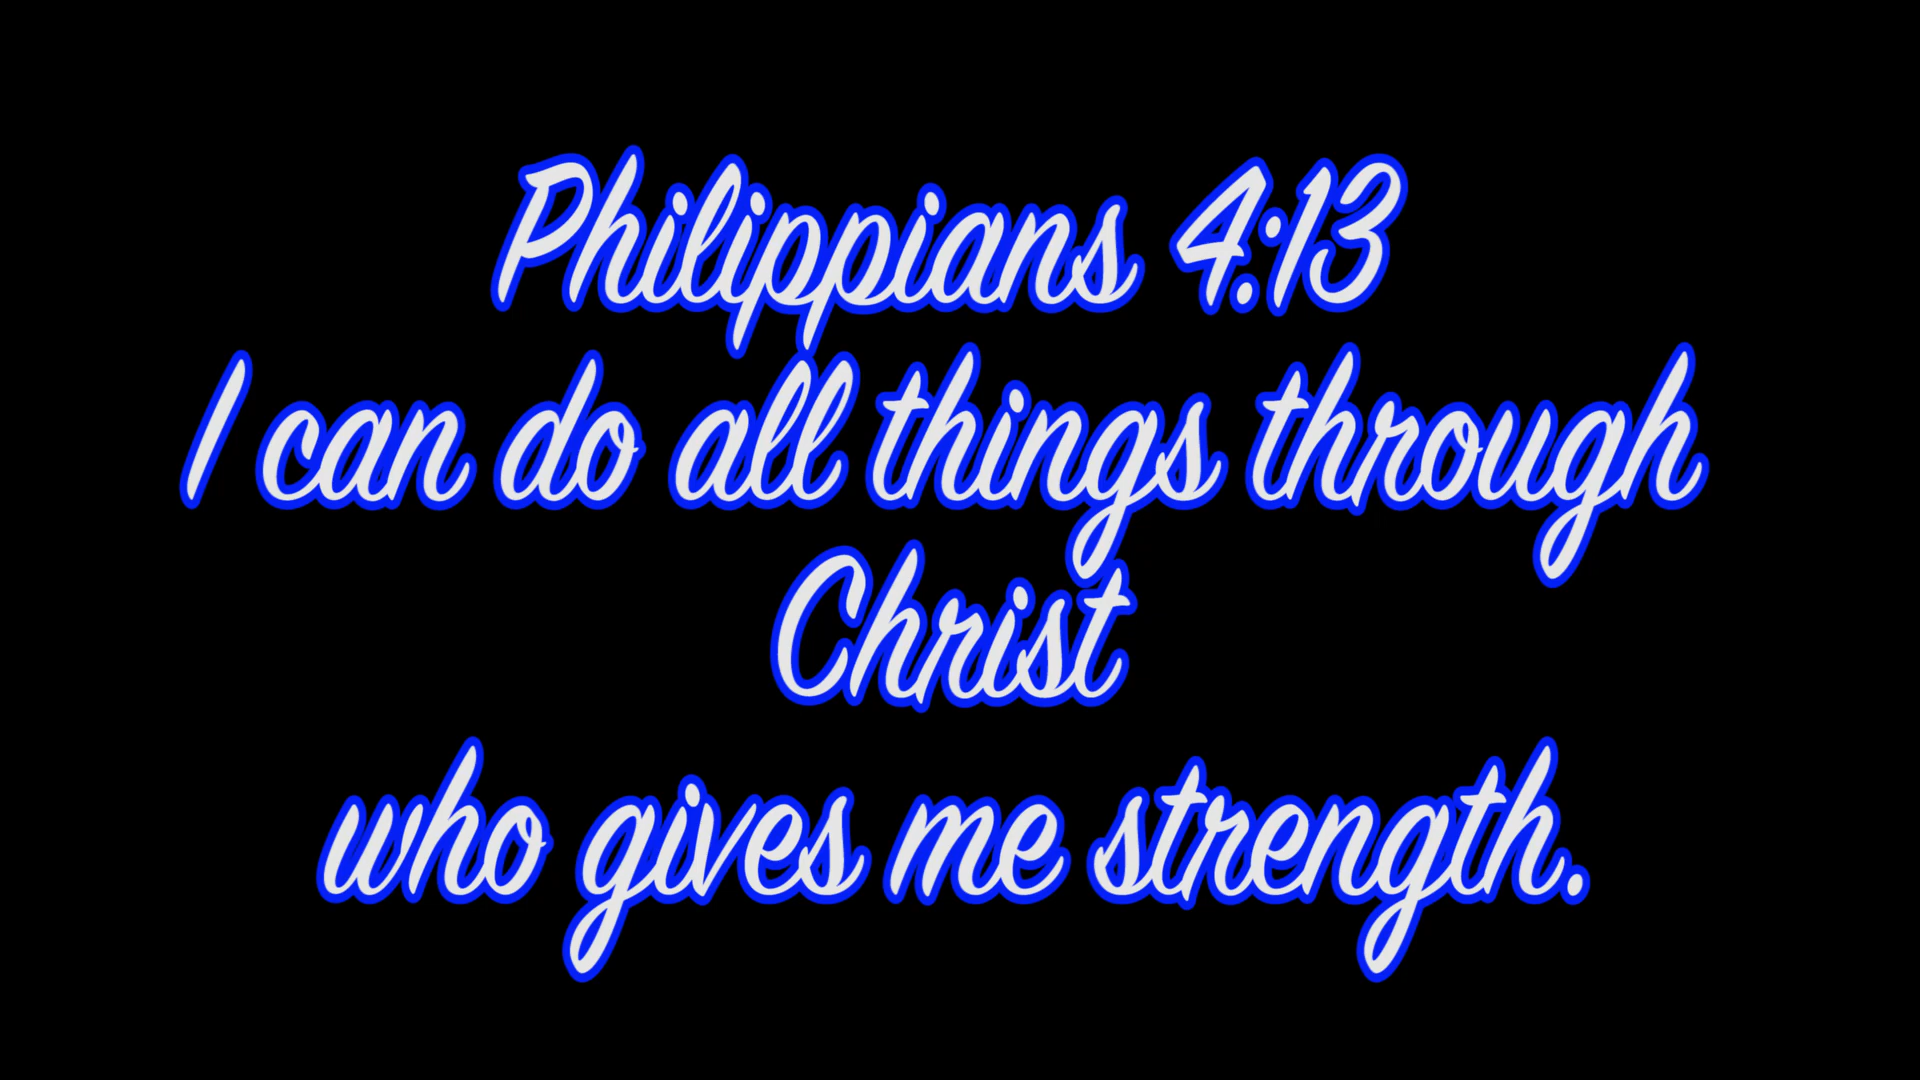 Philippians 4:13
I can do all things through
Christ
who gives me strength.